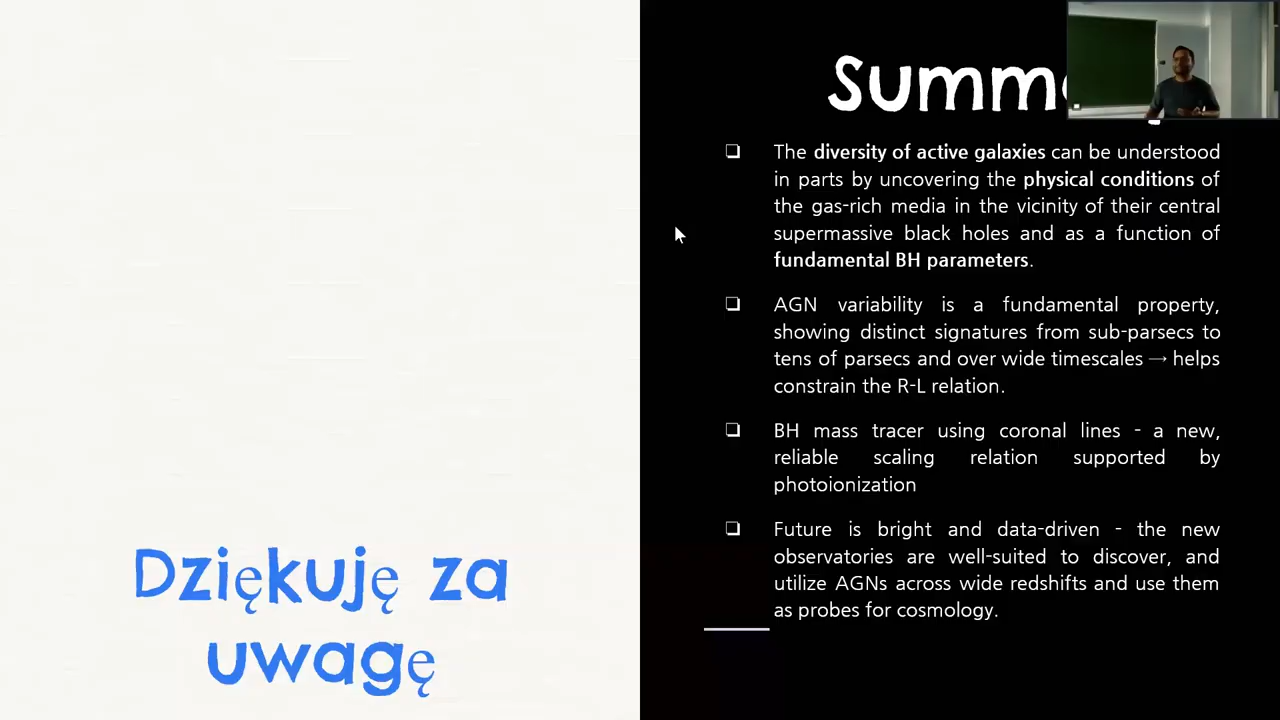 Dziękuję za
uwagę
Summ
The diversity of active galaxies can be understood
in parts by uncovering the physical conditions of
the gas-rich media in the vicinity of their central
supermassive black holes and as a function of
fundamental BH parameters.
AGN variability is a fundamental property,
showing distinct signatures from sub-parsecs to
tens of parsecs and over wide timescales → helps
constrain the R-L relation.
BH mass tracer using coronal lines - a new,
reliable scaling relation supported by
photoionization
Future is bright and data-driven - the new
observatories are well-suited to discover, and
utilize AGNs across wide redshifts and use them
as probes for cosmology.